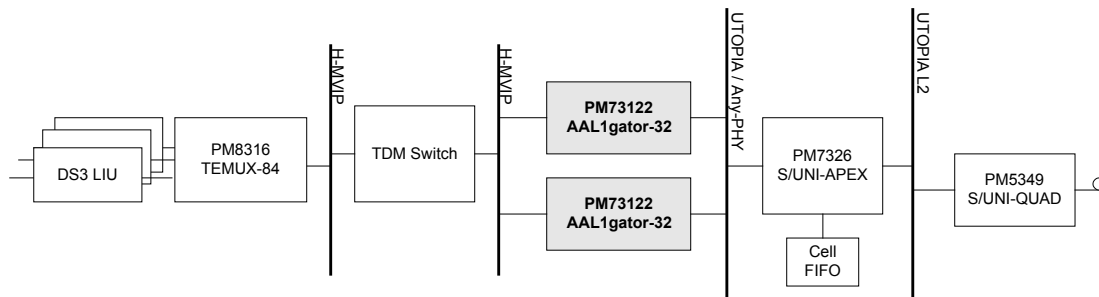 DS3 LIU
PM8316
TEMUX-84
H-MVIP
TDM Switch
H-MVIP
PM73122
AAL1gator-32
PM73122
AAL1gator-32
UTOPIA / Any-PHY
PM7326
S/UNI-APEX
Cell
FIFO
UTOPIA L2
PM5349
S/UNI-QUAD